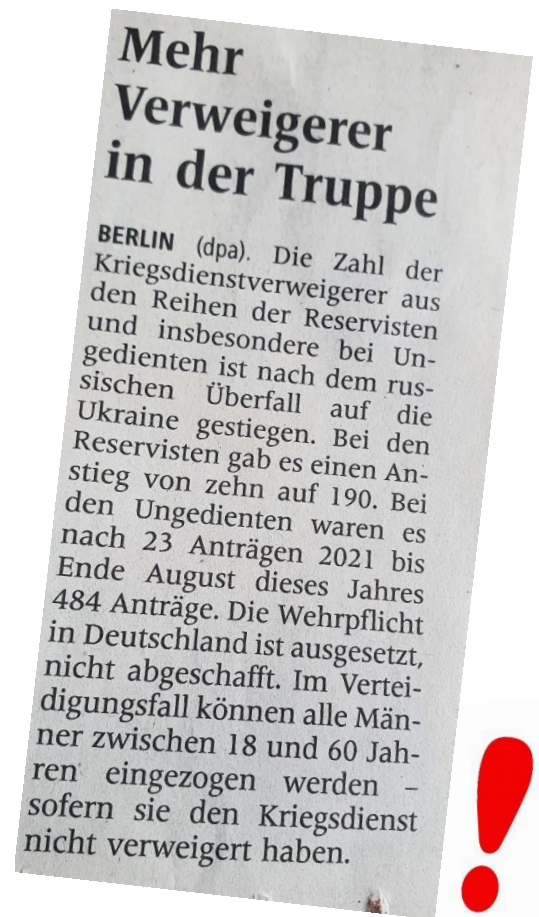 Mehr
Verweigerer
in der Truppe
BERLIN (dpa). Die Zahl der
Kriegsdienstverweigerer aus
den Reihen der Reservisten
und insbesondere bei Un-
gedienten ist nach dem rus-
sischen Überfall auf die
Ukraine gestiegen. Bei den
Reservisten gab es einen An-
stieg von zehn auf 190. Bei
den Ungedienten waren es
nach 23 Anträgen 2021 bis
Ende August dieses Jahres
484 Anträge. Die Wehrpflicht
in Deutschland ist ausgesetzt,
nicht abgeschafft. Im Vertei-
digungsfall können alle Män-
ner zwischen 18 und 60 Jah-
ren eingezogen werden –
sofern sie den Kriegsdienst
nicht verweigert haben.
!